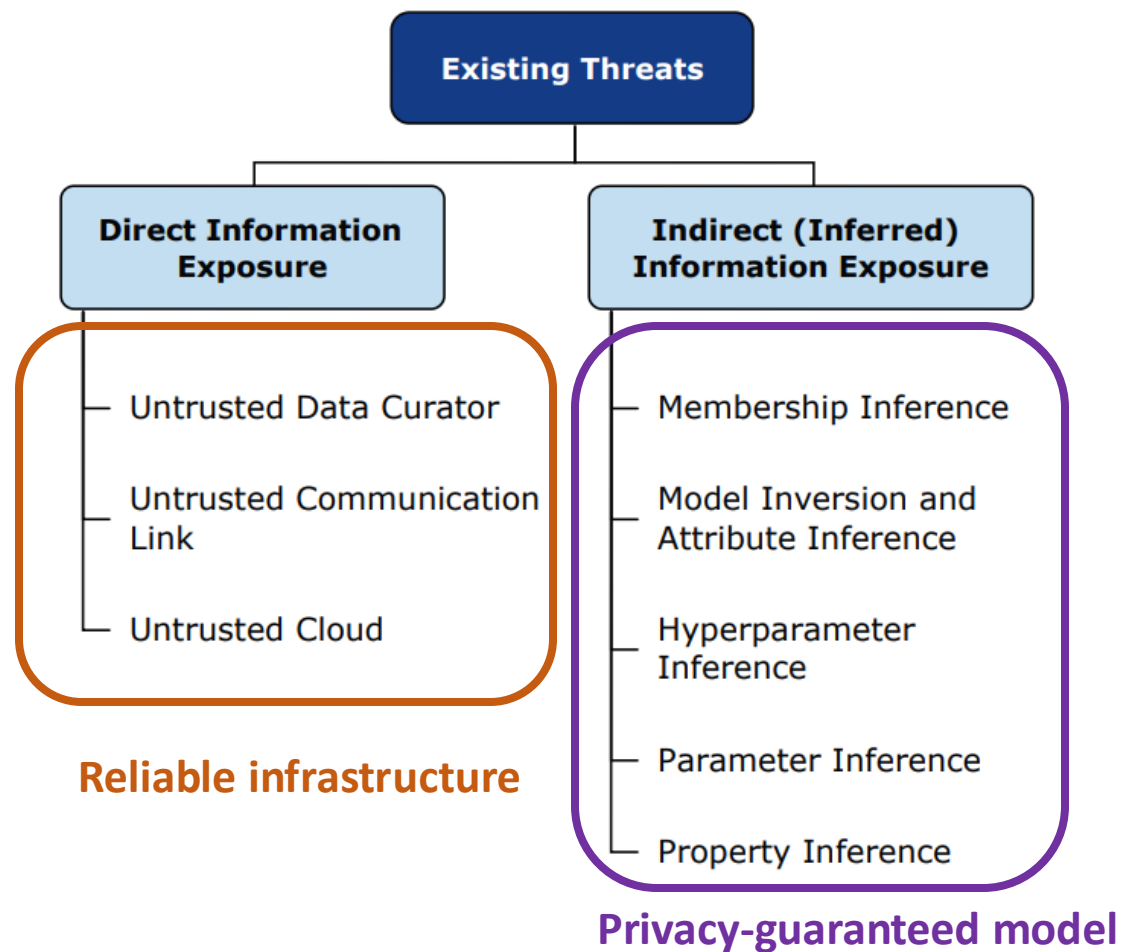 Existing Threats
Direct Information
Exposure
Untrusted Data Curator
Untrusted Communication
Link
Untrusted Cloud
Reliable infrastructure
Indirect (Inferred)
Information Exposure
Membership Inference
Model Inversion and
Attribute Inference
Hyperparameter
Inference
Parameter Inference
Property Inference
Privacy-guaranteed model